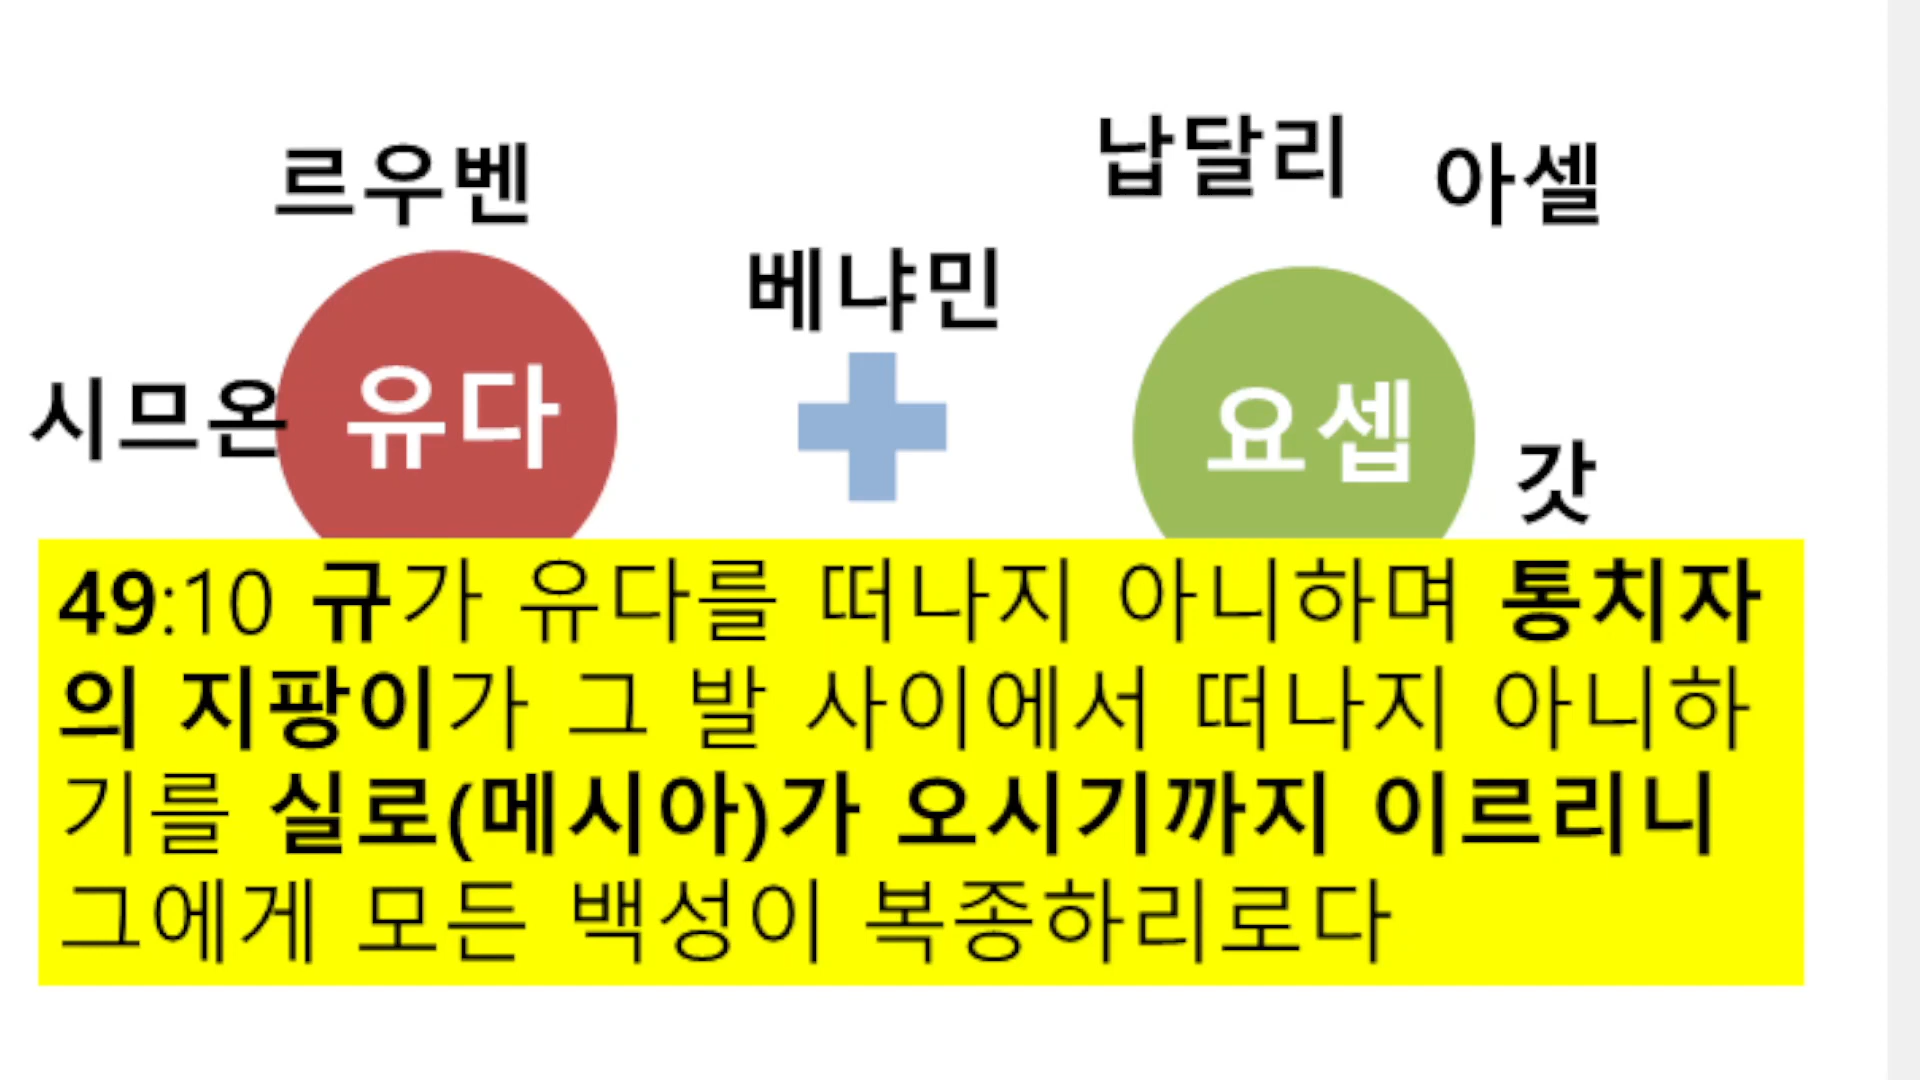 르우벤
납달리
아셀
베냐민
시므온
유다
요셉
갓
49:10 규가 유다를 떠나지 아니하며 통치자
의 지팡이가 그 발 사이에서 떠나지 아니하
기를 실로(메시아)가 오시기까지 이르리니
그에게 모든 백성이 복종하리로다